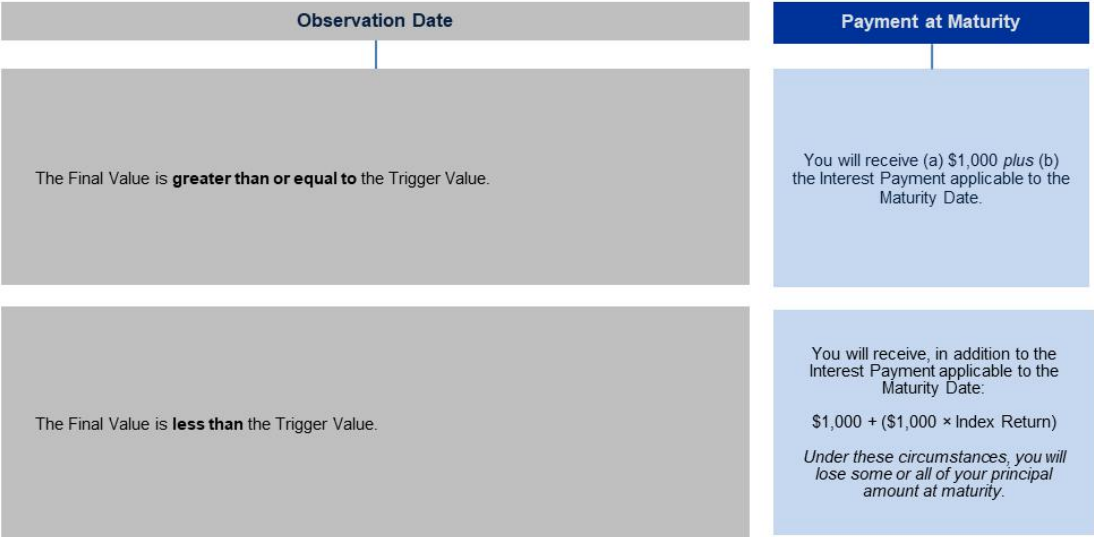 Observation Date
Payment at Maturity
The Final Value is greater than or equal to the Trigger Value.
You will receive (a) $1,000 plus (b)
the Interest Payment applicable to the
Maturity Date.
The Final Value is less than the Trigger Value.
You will receive, in addition to the
Interest Payment applicable to the
Maturity Date:
$1,000 + ($1,000 × Index Return)
Under these circumstances, you will
lose some or all of your principal
amount at maturity.